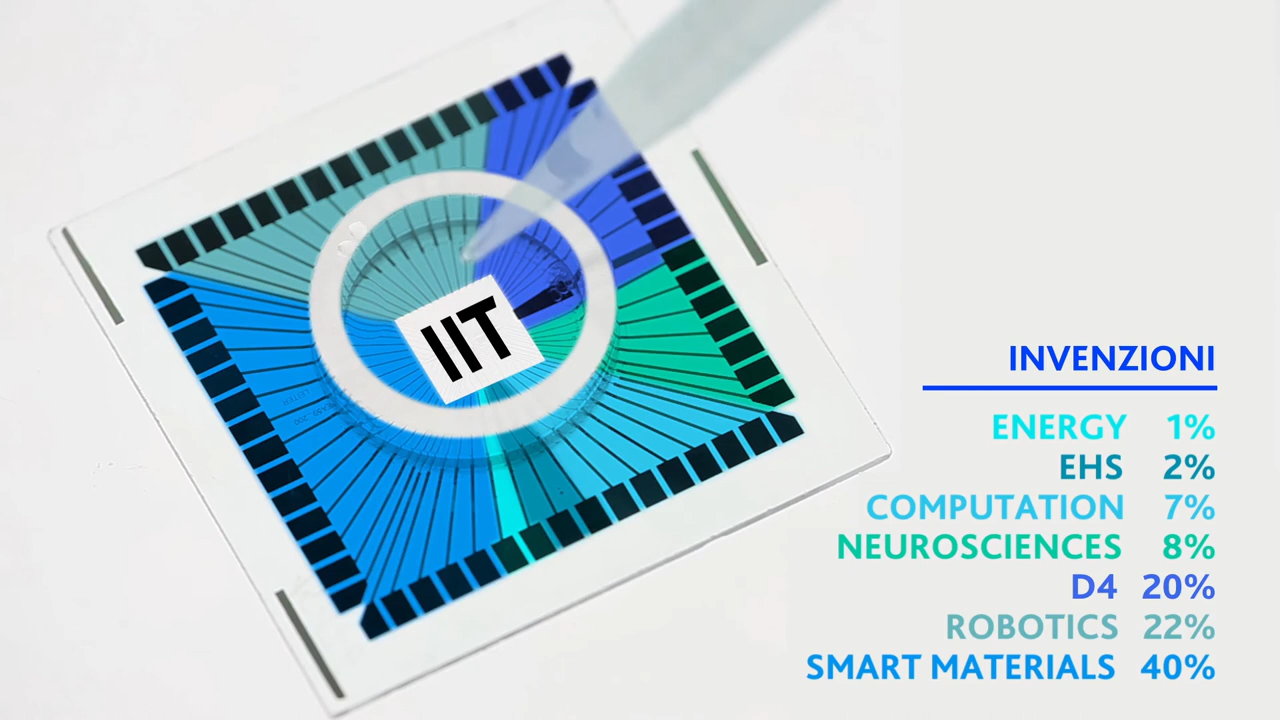 IIT
INVENZIONI
ENERGY 1%
EHS 2%
COMPUTATION 7%
NEUROSCIENCES 8%
D4 20%
ROBOTICS 22%
SMART MATERIALS 40%